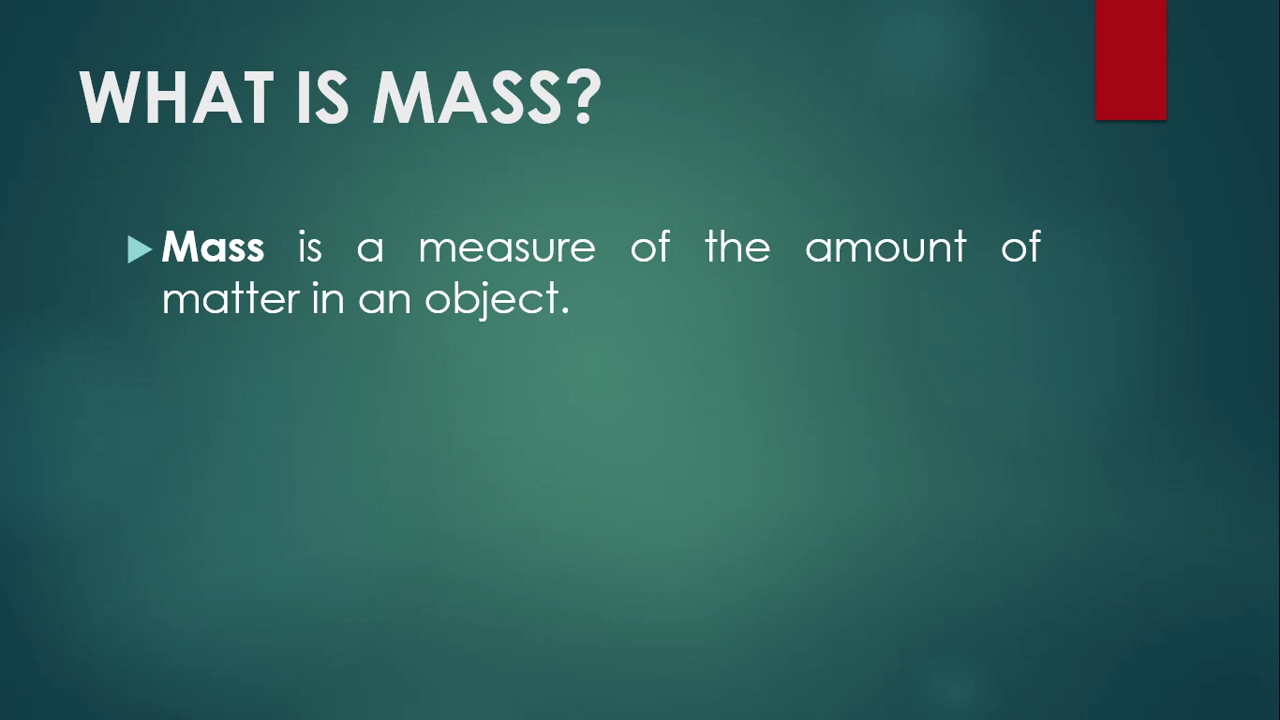 WHAT IS MASS?
Mass is a measure of the amount of
matter in an object.